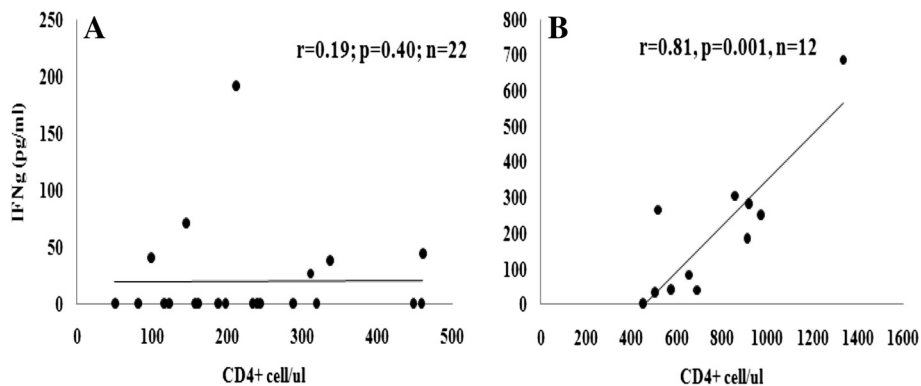 A
r=0.19; p=0.40; n=22
250
200
150
100
50
0
IFNg (pg/ml)
0 100 200 300 400 500
CD4+ cell/ul
B
r=0.81, p=0.001, n=12
800
700
600
500
400
300
200
100
0
0 200 400 600 800 1000 1200 1400 1600
CD4+ cell/ul